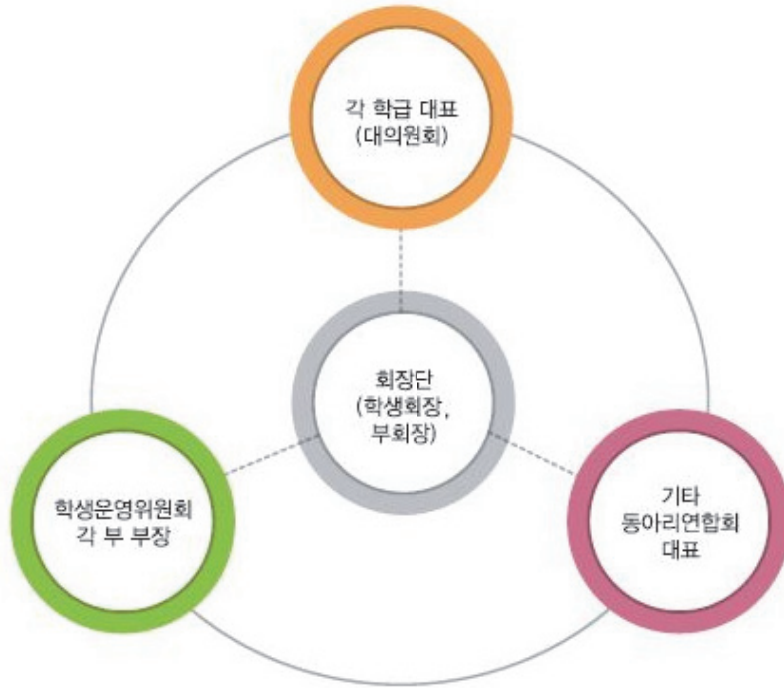 각 학급 대표
(대의원회)
회장단
(학생회장,
부회장)
학생운영위원회
각 부 부장
기타
동아리연합회
대표